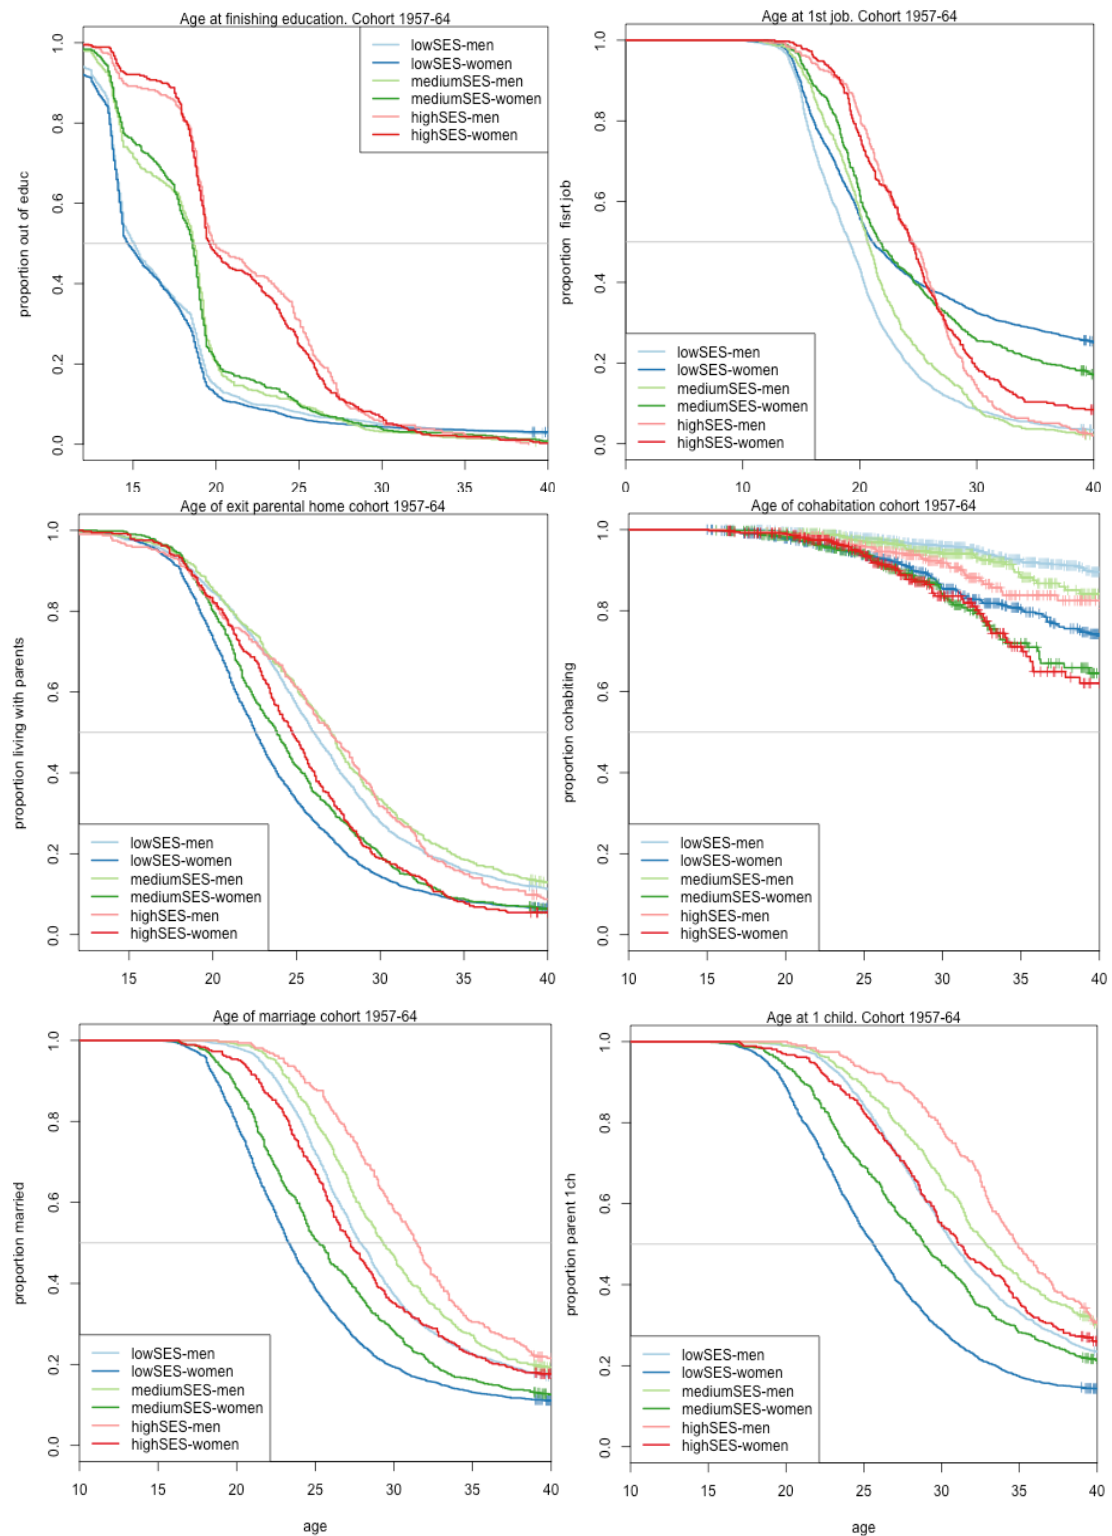 Age at finishing education. Cohort 1957-64
proportion out of educ
1.0
0.8
0.6
0.4
0.2
0.0
lowSES-men
lowSES-women
mediumSES-men
mediumSES-women
highSES-men
highSES-women
15 20 25 30 35 40
Age at 1st job. Cohort 1957-64
proportion fisrt job
1.0
0.8
0.6
0.4
0.2
0.0
lowSES-men
lowSES-women
mediumSES-men
mediumSES-women
highSES-men
highSES-women
0 10 20 30 40
Age of exit parental home cohort 1957-64
proportion living with parents
1.0
0.8
0.6
0.4
0.2
0.0
lowSES-men
lowSES-women
mediumSES-men
mediumSES-women
highSES-men
highSES-women
15 20 25 30 35 40
Age of cohabitation cohort 1957-64
proportion cohabiting
1.0
0.8
0.6
0.4
0.2
0.0
lowSES-men
lowSES-women
mediumSES-men
mediumSES-women
highSES-men
highSES-women
10 15 20 25 30 35 40
Age of marriage cohort 1957-64
proportion married
1.0
0.8
0.6
0.4
0.2
0.0
lowSES-men
lowSES-women
mediumSES-men
mediumSES-women
highSES-men
highSES-women
10 15 20 25 30 35 40
age
Age at 1 child. Cohort 1957-64
proportion parent 1ch
1.0
0.8
0.6
0.4
0.2
0.0
lowSES-men
lowSES-women
mediumSES-men
mediumSES-women
highSES-men
highSES-women
10 15 20 25 30 35 40
age